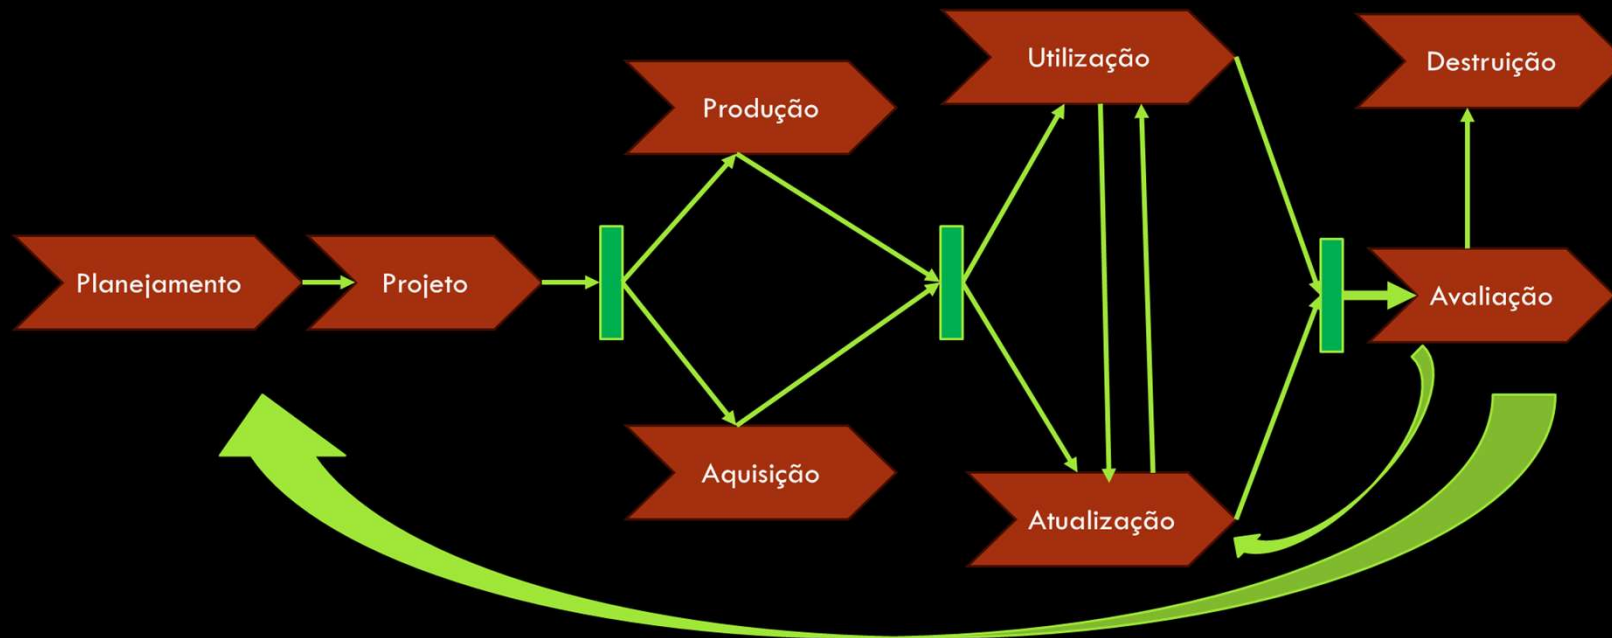 Planejamento
Projeto
Produção
Aquisição
Utilização
Atualização
Destruição
Avaliação